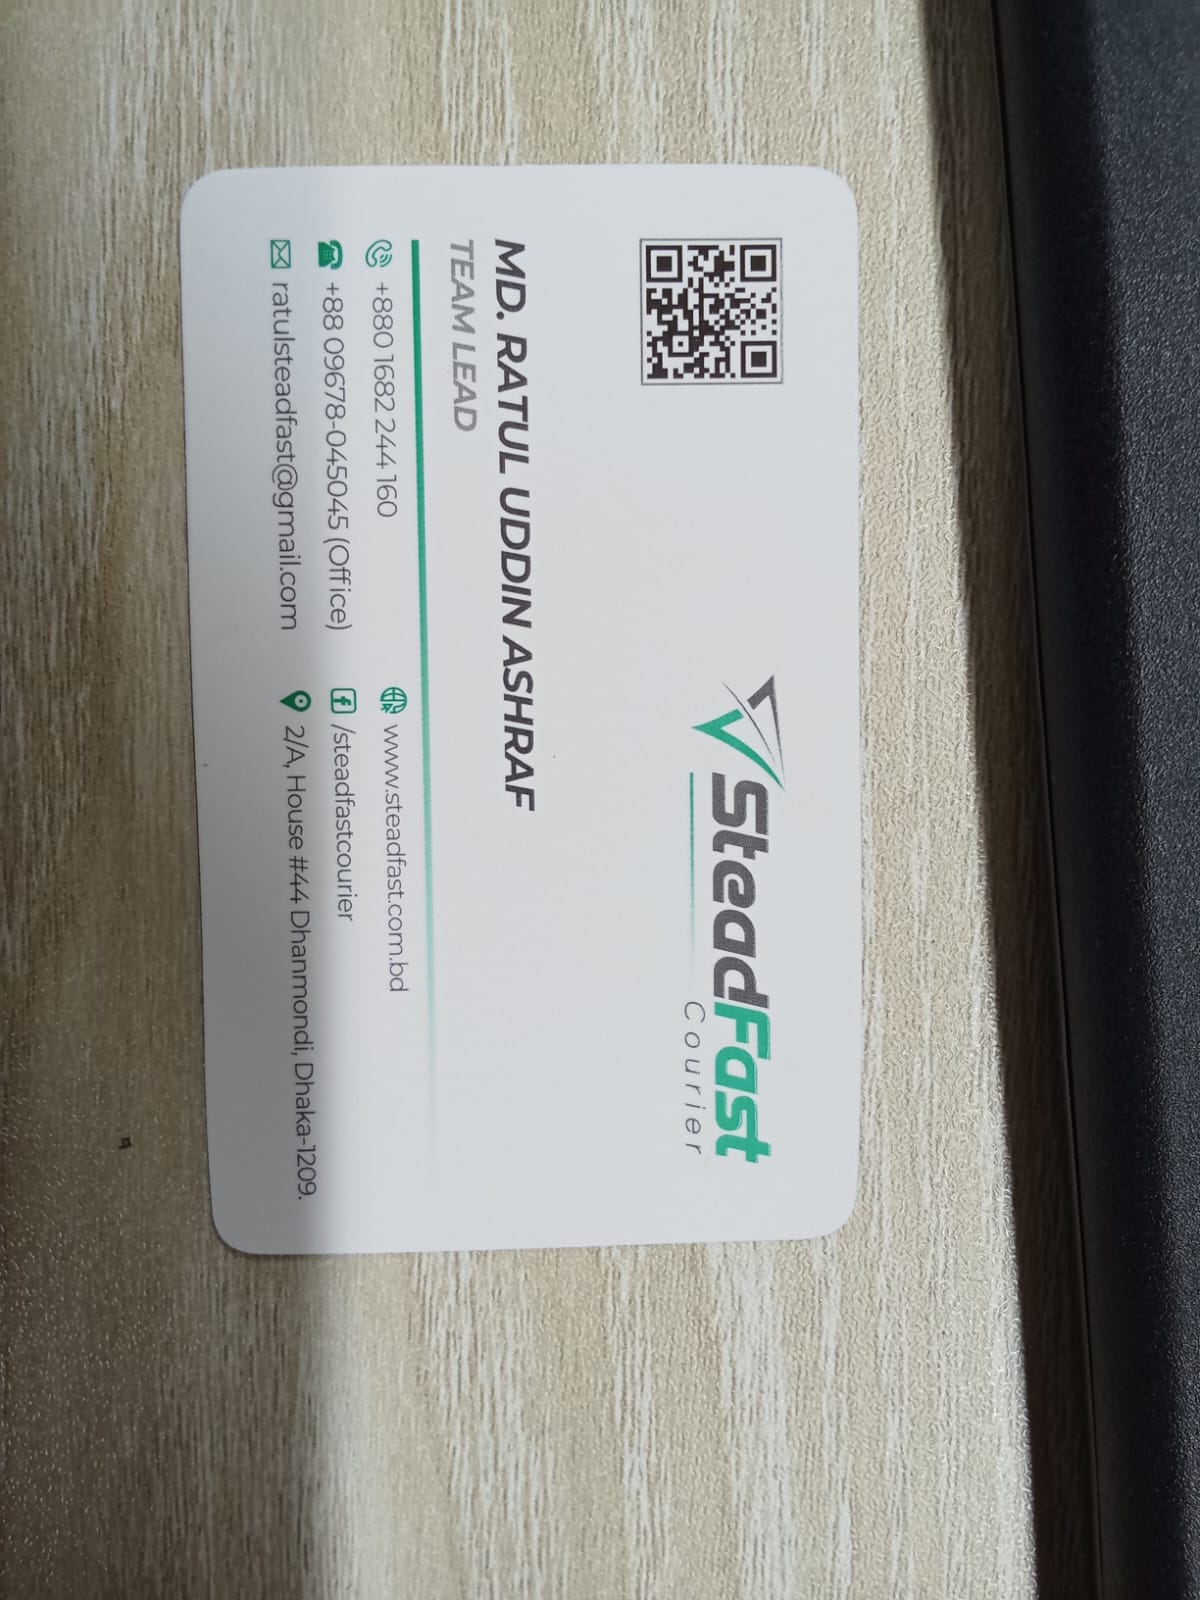 SteadFast
Courier
MD. RATUL UDDIN ASHRAF
TEAM LEAD
+880 1682 244 160
+88 09678-045045 (Office)
ratulsteadfast@gmail.com
www.steadfast.com.bd
/steadfastcourier
2/A, House #44 Dhanmondi, Dhaka-1209.